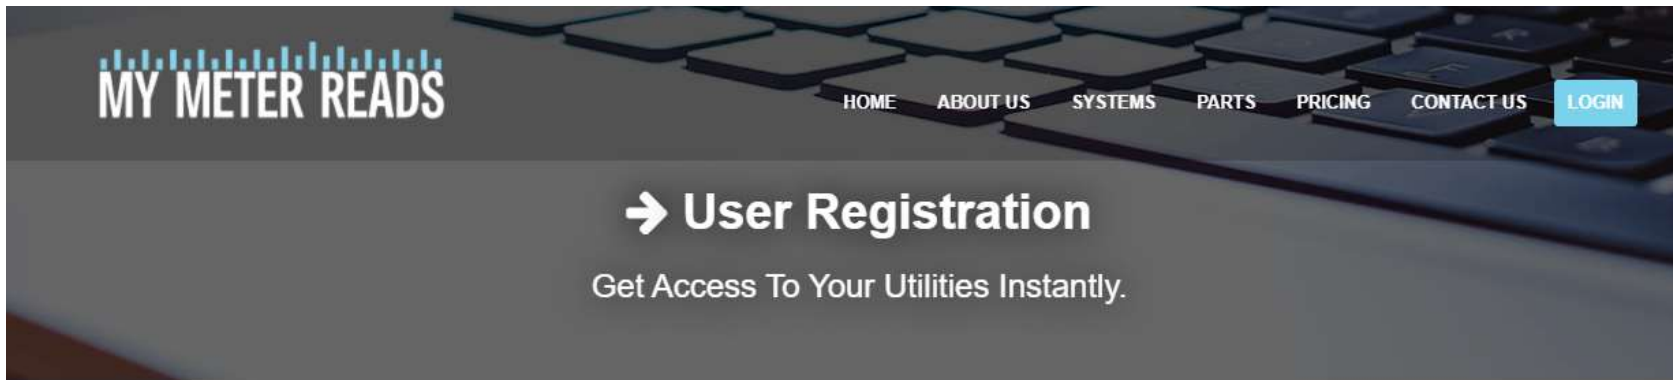 MY METER READS
HOME ABOUT US SYSTEMS PARTS PRICING CONTACT US LOGIN
User Registration
Get Access To Your Utilities Instantly.